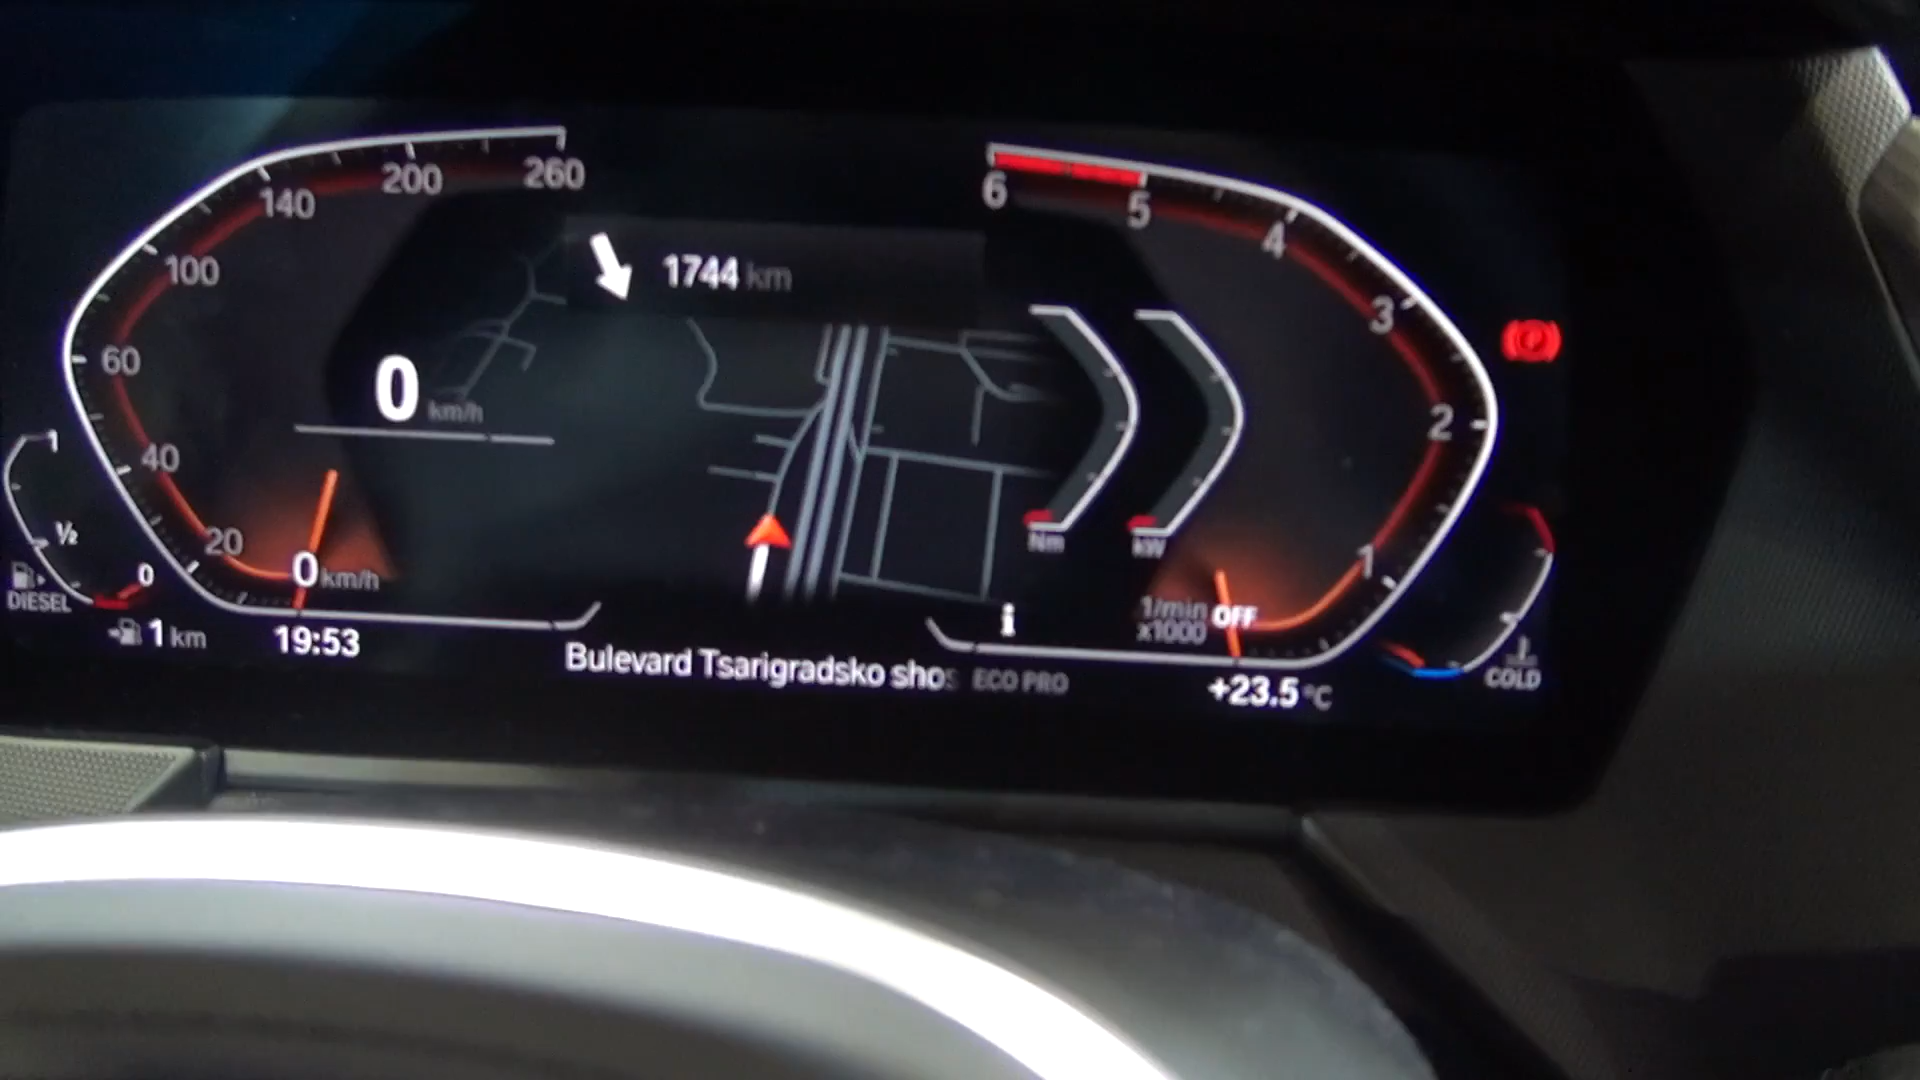 260
200
140
100
60
40
20
0 km/h
0 km/h
1744 km
6
5
4
3
2
1
1/min
x1000
OFF
Nm
kW
1/2
0
DIESEL
1 km
19:53
i
Bulevard Tsarigradsko shos
ECO PRO
+23.5 °C
COLD
P